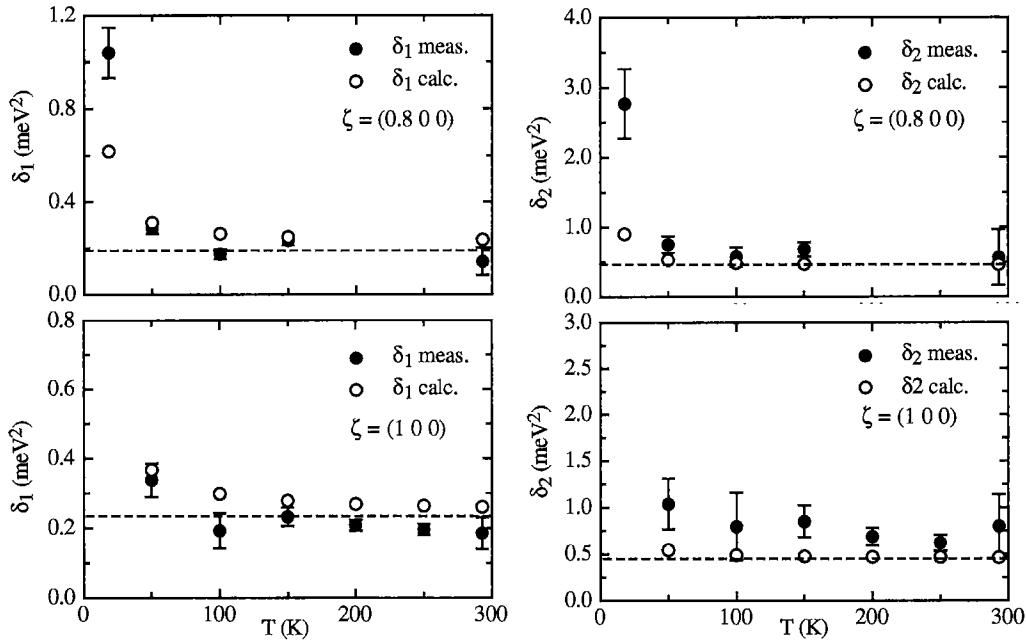 1.2
0.8
0.4
0.0
δ₁ (meV²)
δ₁ meas.
δ₁ calc.
ζ = (0.8 0 0)
4.0
3.0
2.0
1.0
0.0
δ₂ (meV²)
δ₂ meas.
δ₂ calc.
ζ = (0.8 0 0)
0.8
0.6
0.4
0.2
0.0
δ₁ (meV²)
δ₁ meas.
δ₁ calc.
ζ = (1 0 0)
0 100 200 300
T (K)
3.0
2.5
2.0
1.5
1.0
0.5
0.0
δ₂ (meV²)
δ₂ meas.
δ2 calc.
ζ = (1 0 0)
0 100 200 300
T (K)